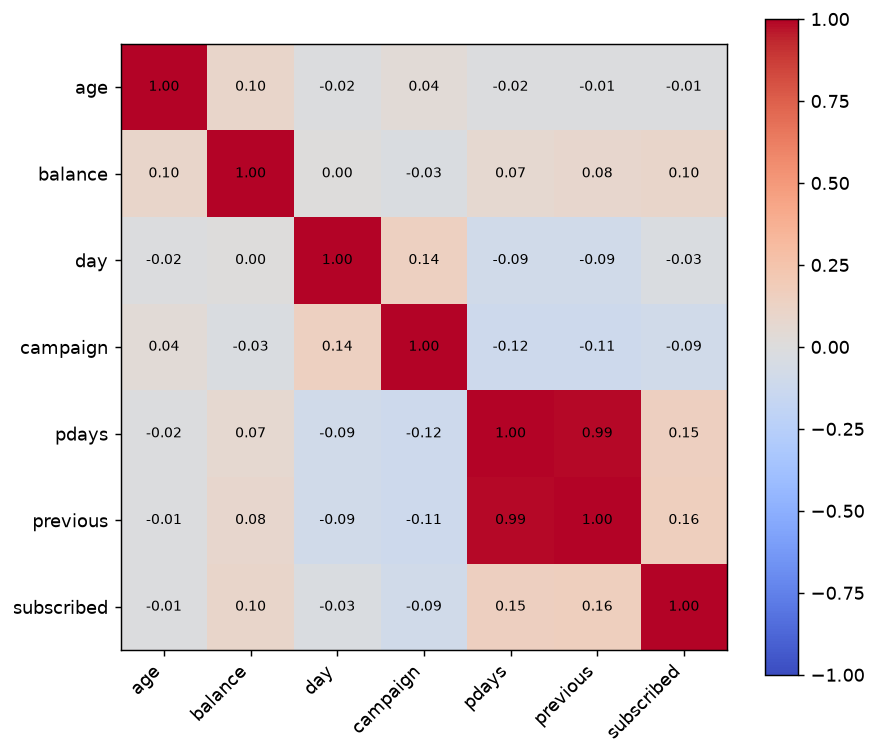 1.00
age 1.00 0.10 -0.02 0.04 -0.02 -0.01 -0.01
0.75
balance 0.10 1.00 0.00 -0.03 0.07 0.08 0.10
0.50
day -0.02 0.00 1.00 0.14 -0.09 -0.09 -0.03
0.25
campaign 0.04 -0.03 0.14 1.00 -0.12 -0.11 -0.09
0.00
pdays -0.02 0.07 -0.09 -0.12 1.00 0.99 0.15
−0.25
previous -0.01 0.08 -0.09 -0.11 0.99 1.00 0.16
−0.50
subscribed -0.01 0.10 -0.03 -0.09 0.15 0.16 1.00
−0.75
−1.00
age balance day campaign pdays previous subscribed